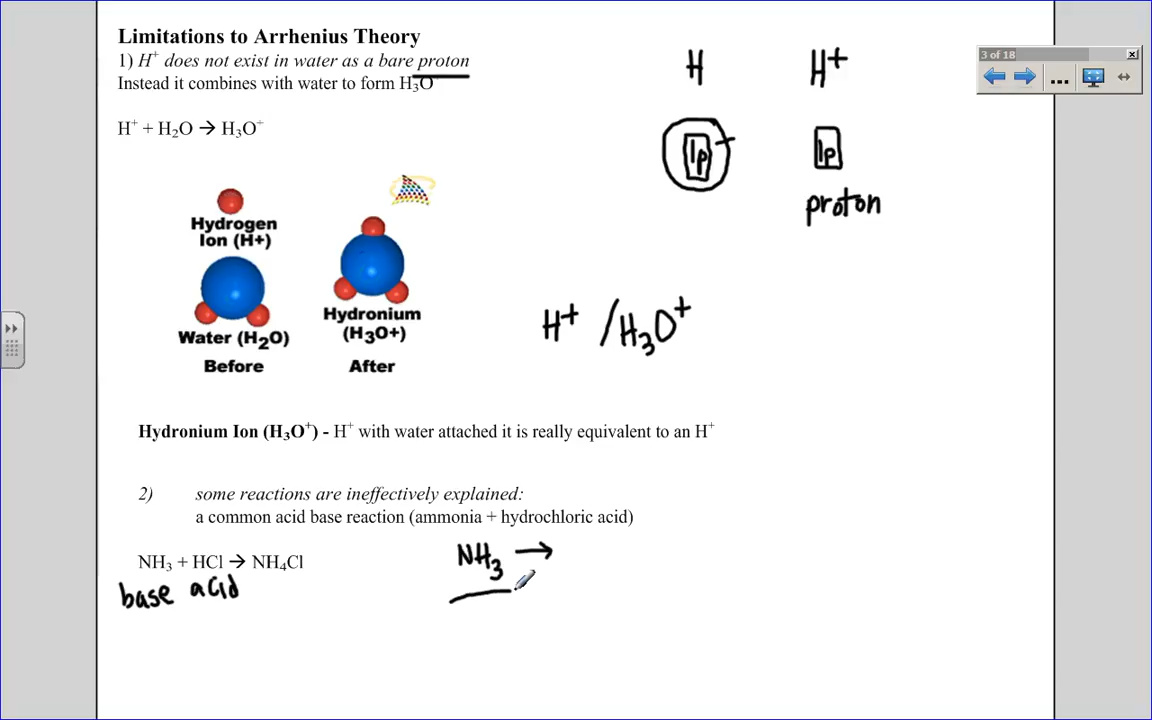 Limitations to Arrhenius Theory
1) H⁺ does not exist in water as a bare proton
Instead it combines with water to form H₃O⁺
H⁺ + H₂O → H₃O⁺
Hydrogen
Ion (H+)
Water (H₂O)
Before
Hydronium
(H₃O+)
After
H H⁺
1p 1p
proton
3 of 18
...
H⁺ / H₃O⁺
Hydronium Ion (H₃O⁺) - H⁺ with water attached it is really equivalent to an H⁺
2) some reactions are ineffectively explained:
a common acid base reaction (ammonia + hydrochloric acid)
NH₃ + HCl → NH₄Cl
base acid
NH₃ →